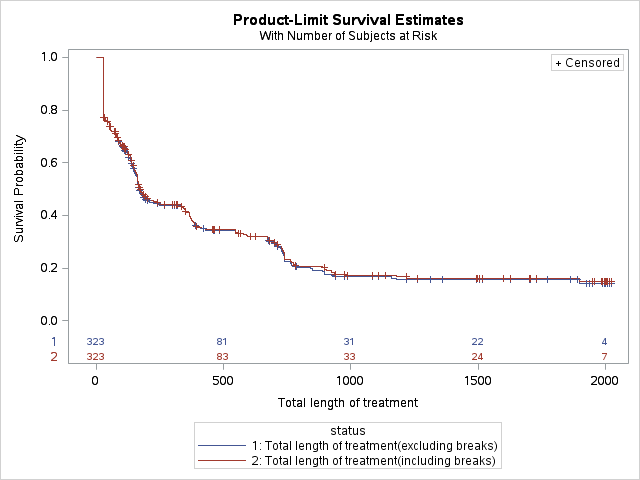 Product-Limit Survival Estimates
With Number of Subjects at Risk
+ Censored
1.0
0.8
0.6
0.4
0.2
0.0
Survival Probability
1 323 81 31 22 4
2 323 83 33 24 7
0 500 1000 1500 2000
Total length of treatment
status
1: Total length of treatment(excluding breaks)
2: Total length of treatment(including breaks)